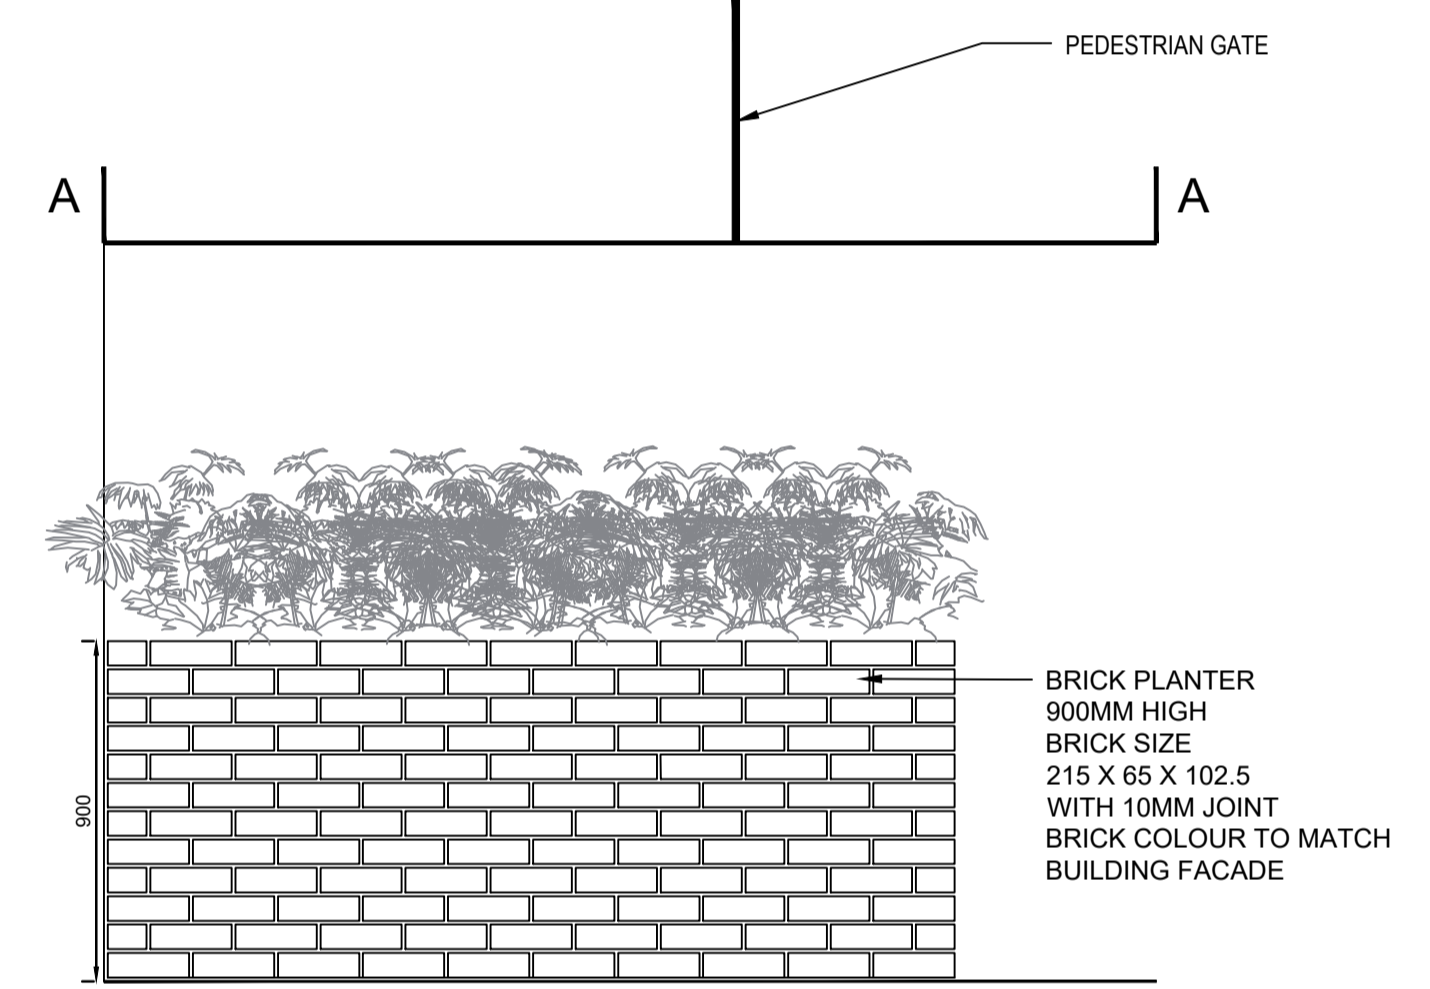 PEDESTRIAN GATE
A
A
BRICK PLANTER
900MM HIGH
BRICK SIZE
215 X 65 X 102.5
WITH 10MM JOINT
BRICK COLOUR TO MATCH
BUILDING FACADE
900